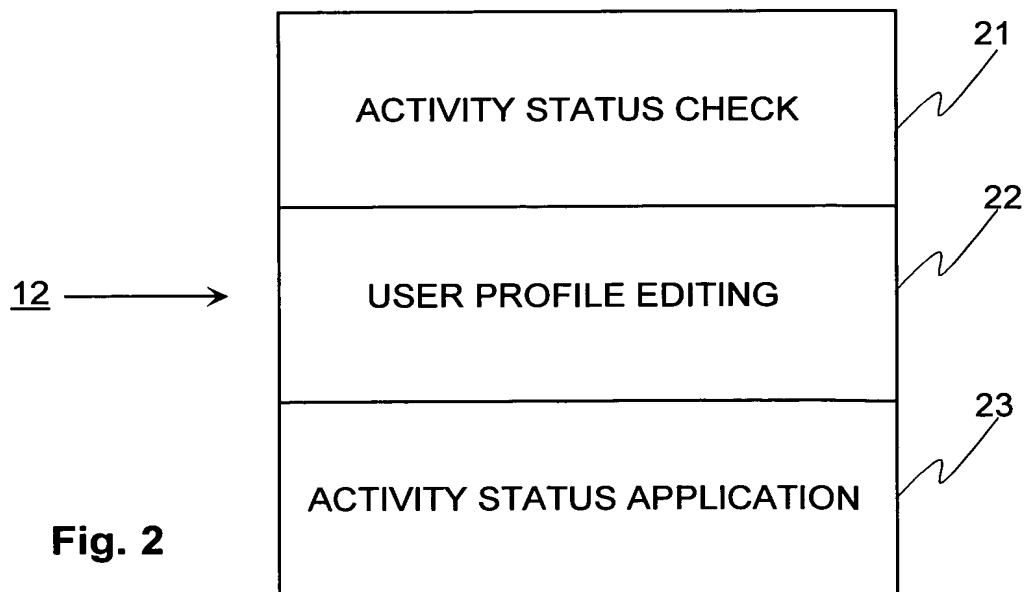 21
ACTIVITY STATUS CHECK
22
12
USER PROFILE EDITING
23
ACTIVITY STATUS APPLICATION
Fig. 2